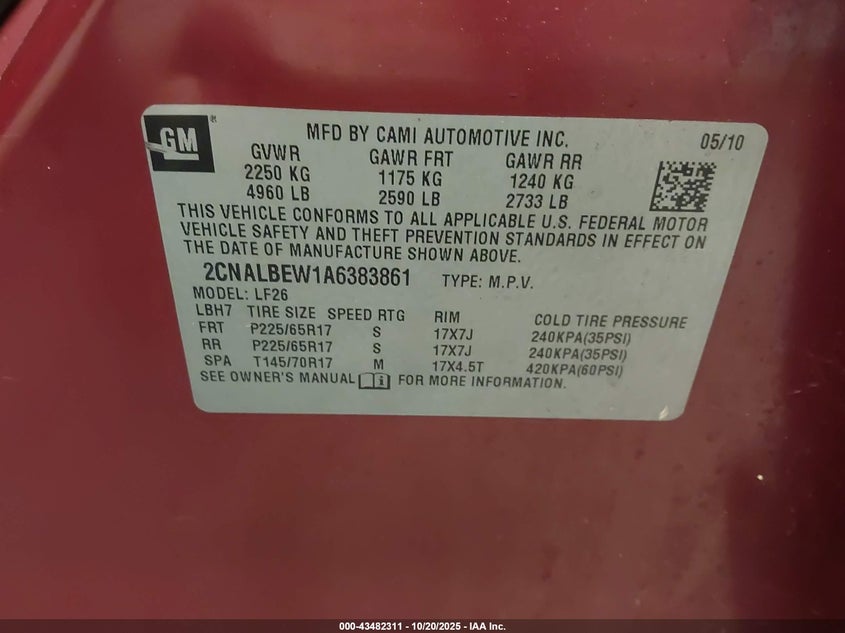 GM
MFD BY CAMI AUTOMOTIVE INC. 05/10
GVWR GAWR FRT GAWR RR
2250 KG 1175 KG 1240 KG
4960 LB 2590 LB 2733 LB
THIS VEHICLE CONFORMS TO ALL APPLICABLE U.S. FEDERAL MOTOR
VEHICLE SAFETY AND THEFT PREVENTION STANDARDS IN EFFECT ON
THE DATE OF MANUFACTURE SHOWN ABOVE.
2CNALBEW1A6383861 TYPE: M.P.V.
MODEL: LF26
LBH7 TIRE SIZE SPEED RTG RIM COLD TIRE PRESSURE
FRT P225/65R17 S 17X7J 240KPA(35PSI)
RR P225/65R17 S 17X7J 240KPA(35PSI)
SPA T145/70R17 M 17X4.5T 420KPA(60PSI)
SEE OWNER'S MANUAL FOR MORE INFORMATION.
000-43482311 - 10/20/2025 - IAA Inc.